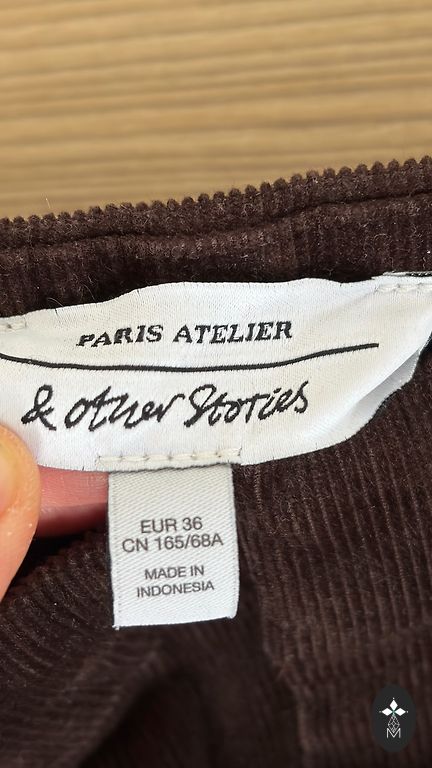 PARIS ATELIER
& other Stories
EUR 36
CN 165/68A
MADE IN
INDONESIA
M